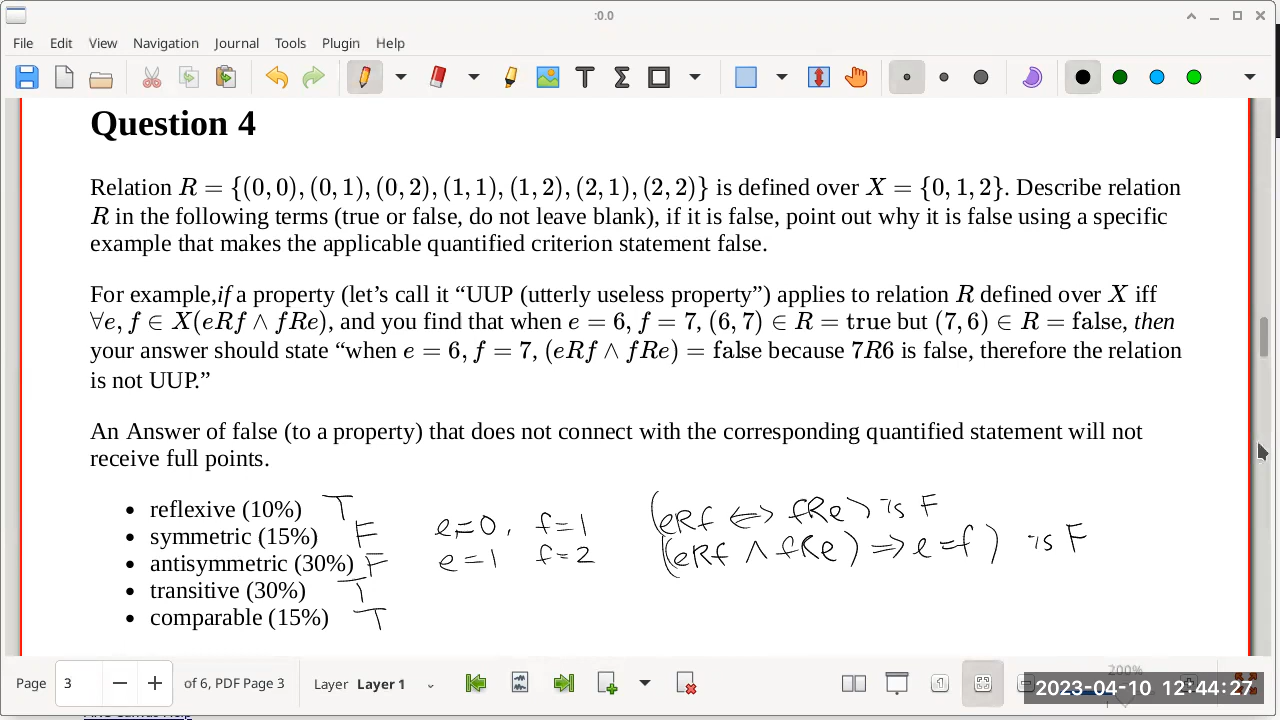 :0.0
File Edit View Navigation Journal Tools Plugin Help
Question 4
Relation R = {(0, 0), (0, 1), (0, 2), (1, 1), (1, 2), (2, 1), (2, 2)} is defined over X = {0, 1, 2}. Describe relation
R in the following terms (true or false, do not leave blank), if it is false, point out why it is false using a specific
example that makes the applicable quantified criterion statement false.
For example,if a property (let’s call it “UUP (utterly useless property”) applies to relation R defined over X iff
∀e, f ∈ X(eRf ∧ fRe), and you find that when e = 6, f = 7, (6, 7) ∈ R = true but (7, 6) ∈ R = false, then
your answer should state “when e = 6, f = 7, (eRf ∧ fRe) = false because 7R6 is false, therefore the relation
is not UUP.”
An Answer of false (to a property) that does not connect with the corresponding quantified statement will not
receive full points.
• reflexive (10%) T
• symmetric (15%) F e=0, f=1 (eRf ⇔ fRe) is F
• antisymmetric (30%) F e=1 f=2 ((eRf ∧ fRe) ⇒ e=f) is F
• transitive (30%) T
• comparable (15%) T
Page 3 of 6, PDF Page 3 Layer Layer 1 200%
2023-04-10 12:44:27